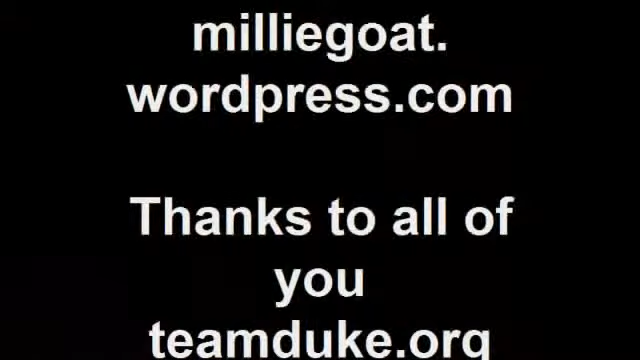 milliegoat.
wordpress.com
Thanks to all of
you
teamduke.org